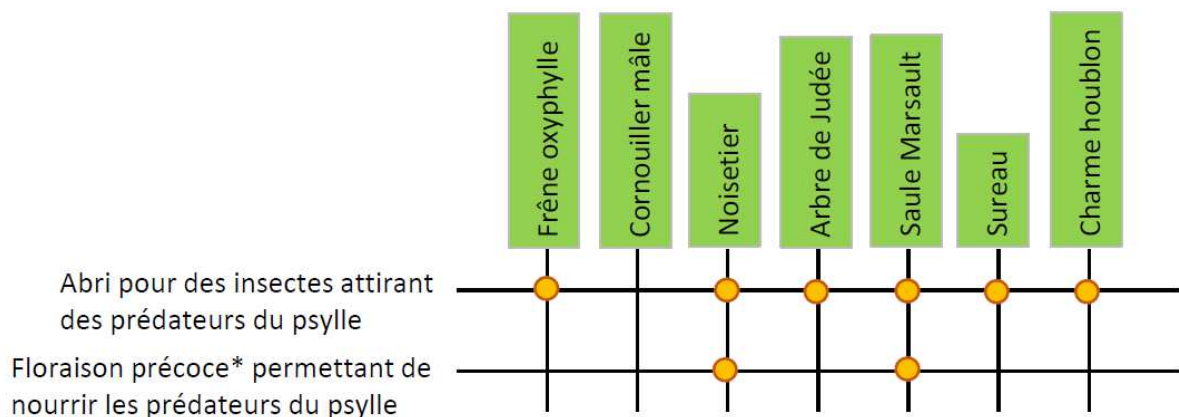 Frêne oxyphylle
Cornouiller mâle
Noisetier
Arbre de Judée
Saule Marsault
Sureau
Charme houblon
Abri pour des insectes attirant
des prédateurs du psylle
Floraison précoce* permettant de
nourrir les prédateurs du psylle